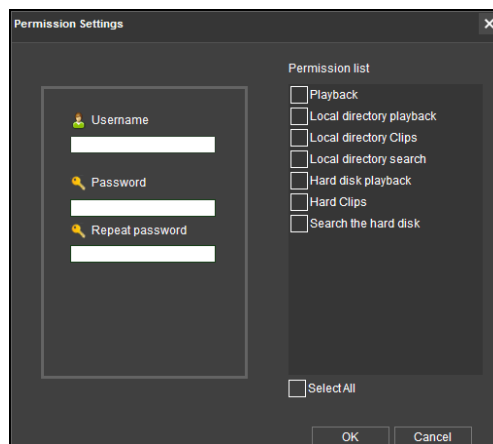 Permission Settings
Username
Password
Repeat password
Permission list
Playback
Local directory playback
Local directory Clips
Local directory search
Hard disk playback
Hard Clips
Search the hard disk
Select All
OK
Cancel